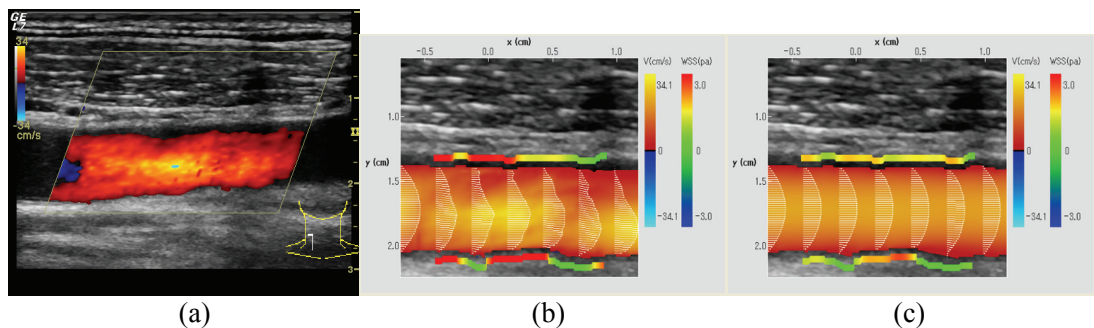 GE
L7
34
-34
cm/s
1
2
3
x (cm)
-0.5 0.0 0.5 1.0
V(cm/s) WSS(pa)
34.1 3.0
1.0
y (cm)
1.5
0 0
2.0
-34.1 -3.0
x (cm)
-0.5 0.0 0.5 1.0
V(cm/s) WSS(pa)
34.1 3.0
1.0
y (cm)
1.5
0 0
2.0
-34.1 -3.0
(a) (b) (c)